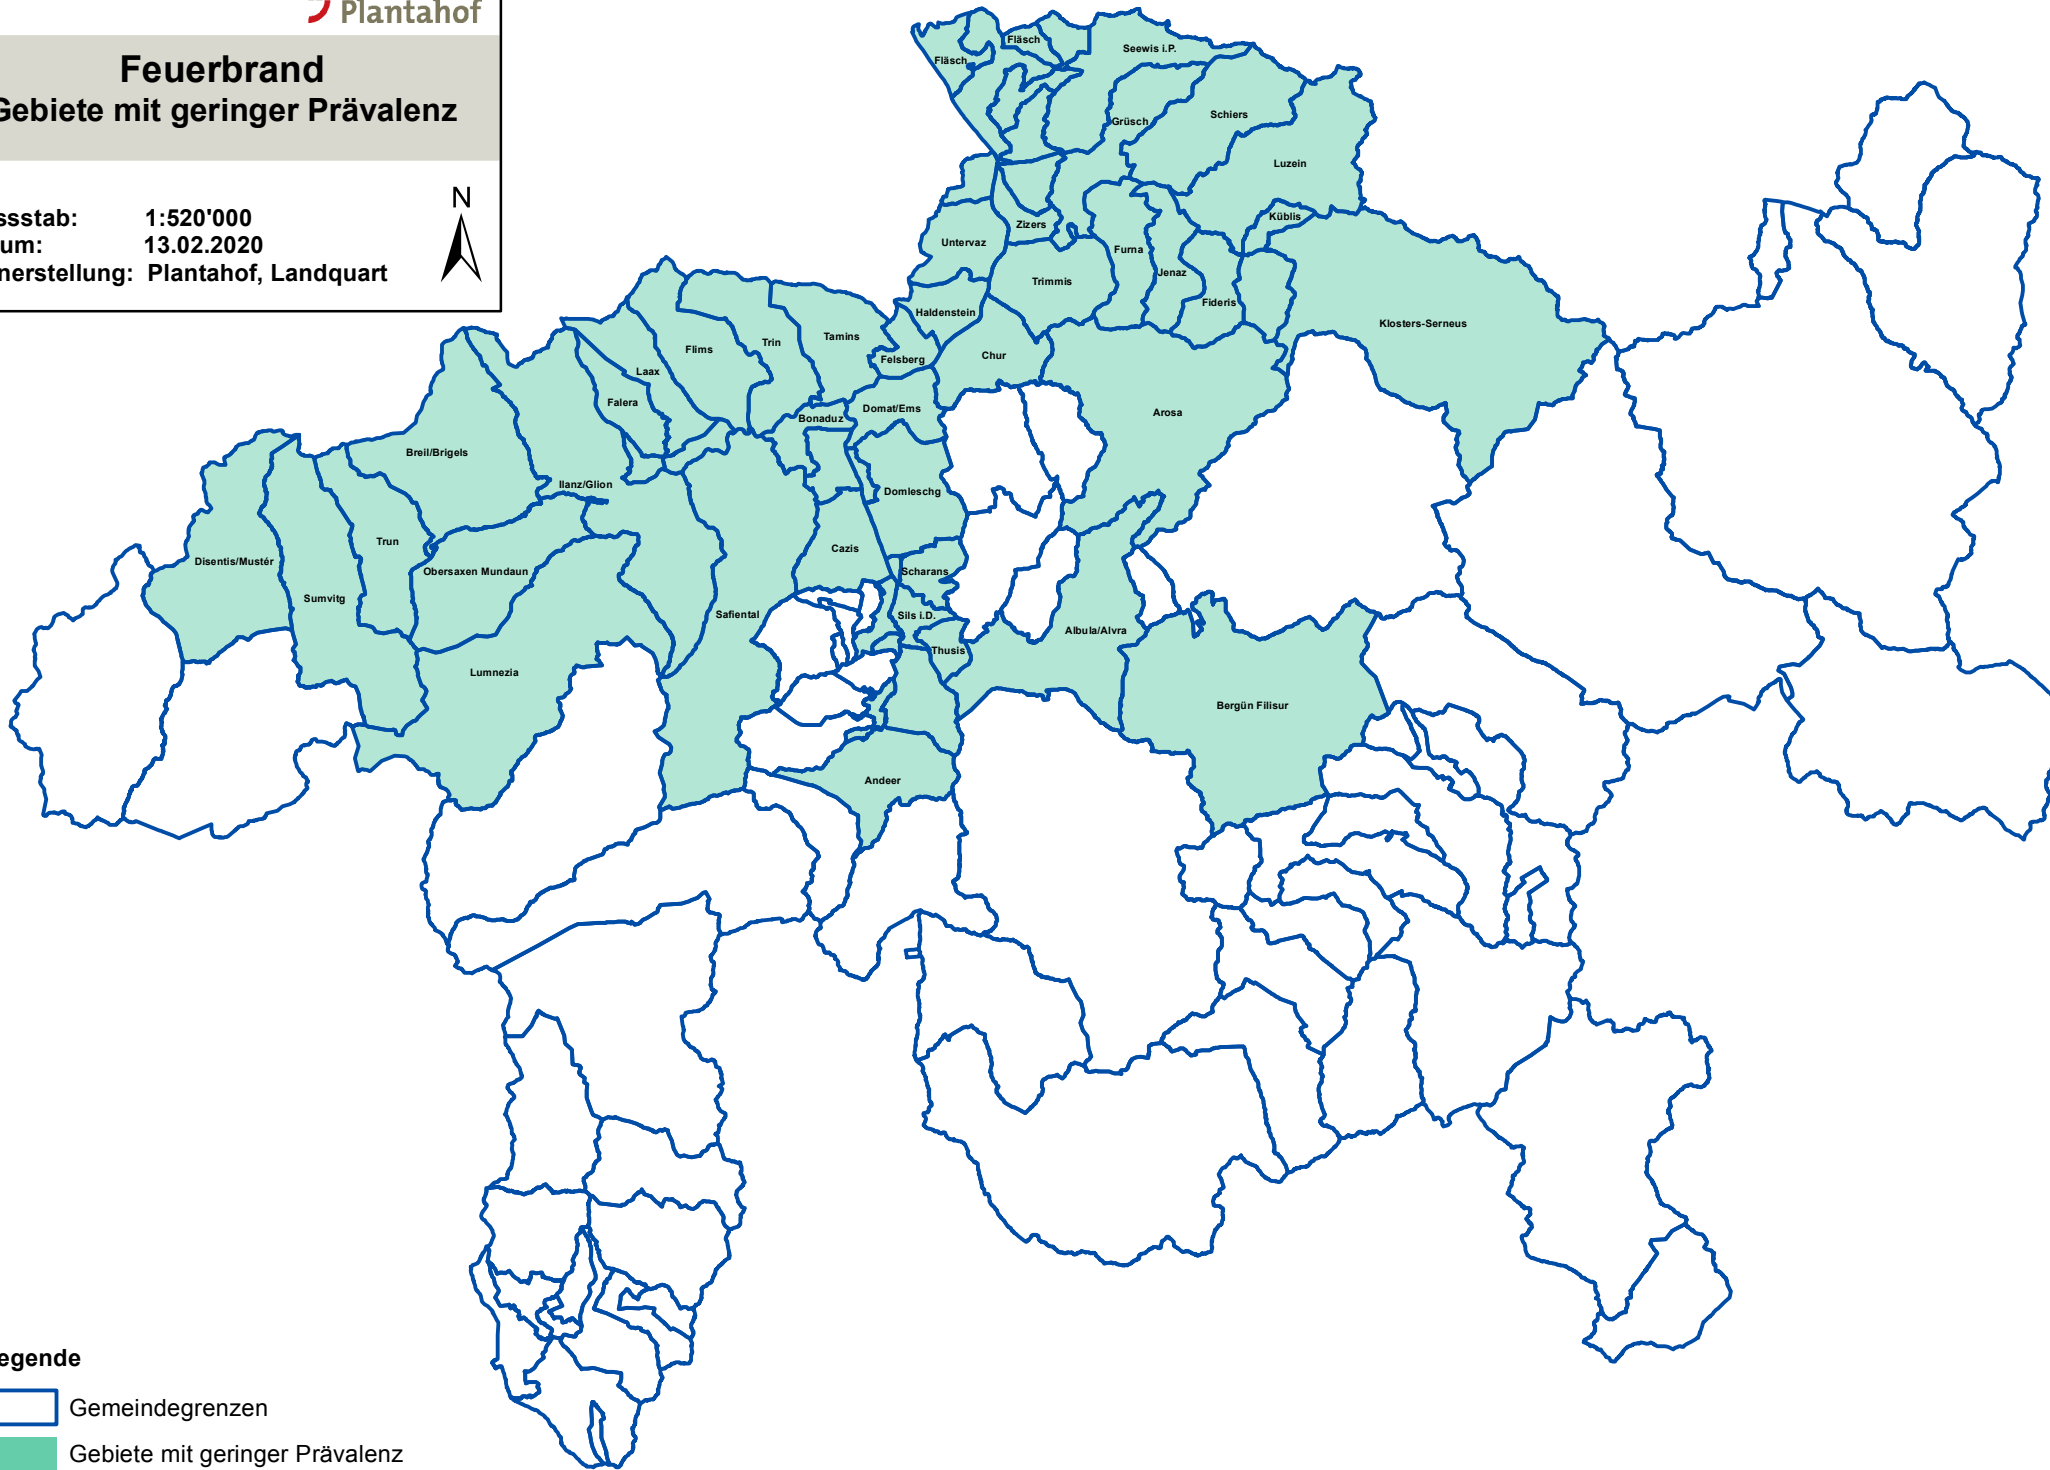 Plantahof
Feuerbrand
Gebiete mit geringer Prävalenz
ssstab: 1:520'000
um: 13.02.2020
nerstellung: Plantahof, Landquart
N
Fläsch
Fläsch
Seewis i.P.
Grüsch
Schiers
Luzein
Küblis
Zizers
Untervaz
Furna
Jenaz
Trimmis
Fideris
Haldenstein
Klosters-Serneus
Tamins
Trin
Flims
Felsberg
Chur
Laax
Falera
Bonaduz
Domat/Ems
Arosa
Breil/Brigels
Ilanz/Glion
Domleschg
Trun
Cazis
Disentis/Mustér
Obersaxen Mundaun
Scharans
Sumvitg
Safiental
Sils i.D.
Albula/Alvra
Thusis
Lumnezia
Bergün Filisur
Andeer
egende
Gemeindegrenzen
Gebiete mit geringer Prävalenz